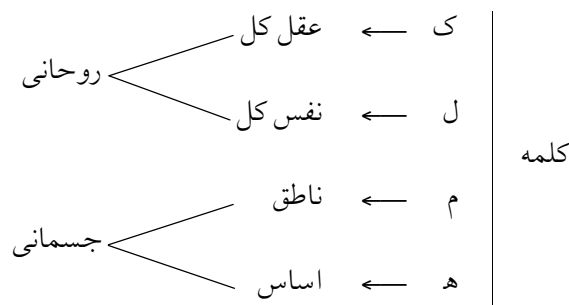 ک ← عقل کل
روحانی
ل ← نفس کل
کلمه
م ← ناطق
جسمانی
ه ← اساس